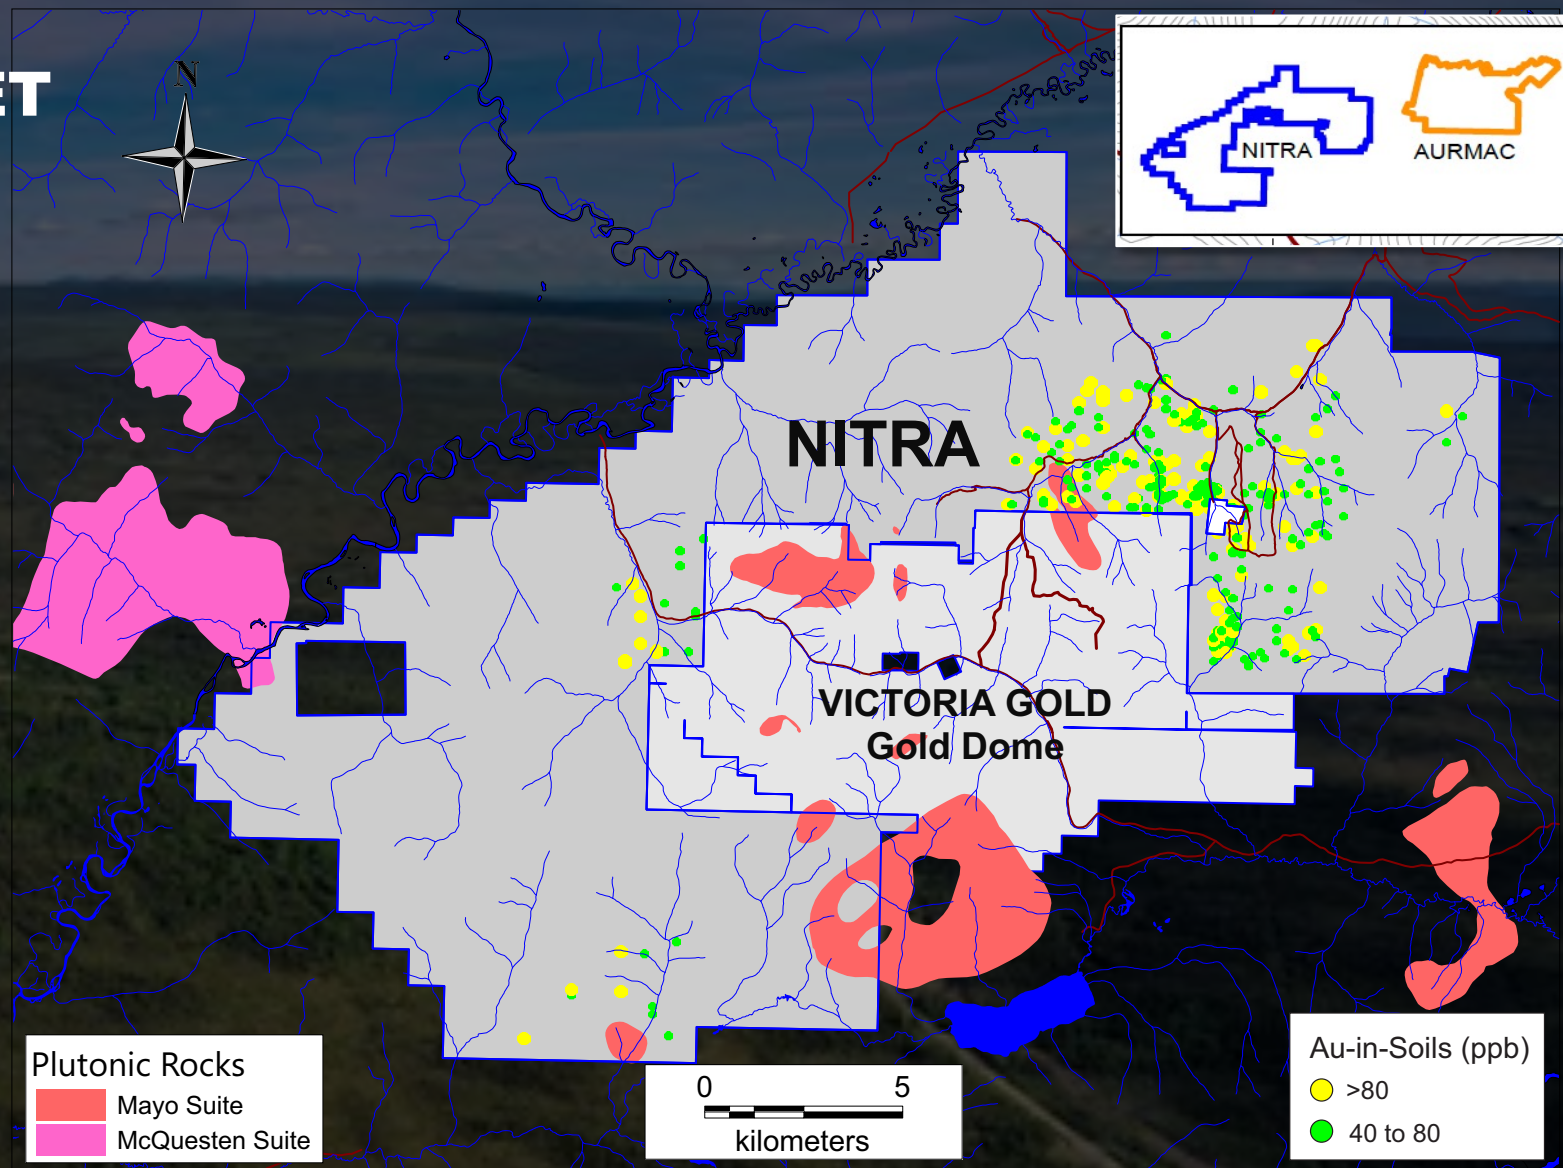 ET
N
NITRA
AURMAC
NITRA
VICTORIA GOLD
Gold Dome
Plutonic Rocks
Mayo Suite
McQuesten Suite
0 5
kilometers
Au-in-Soils (ppb)
>80
40 to 80